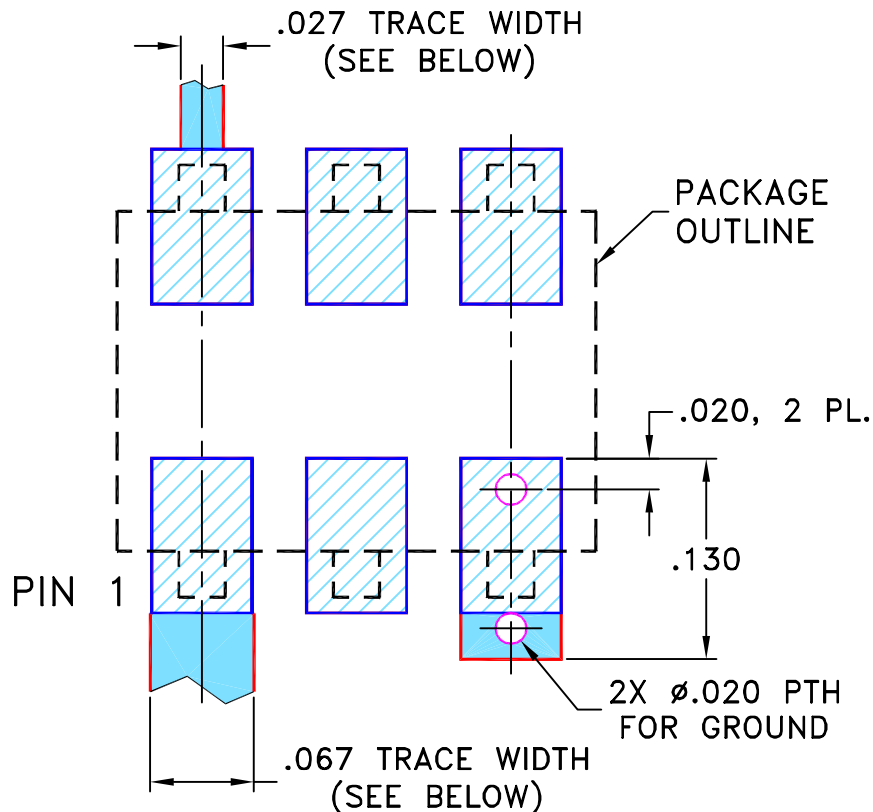 .027 TRACE WIDTH
(SEE BELOW)
PACKAGE
OUTLINE
.020, 2 PL.
.130
PIN 1
2X ø.020 PTH
FOR GROUND
.067 TRACE WIDTH
(SEE BELOW)